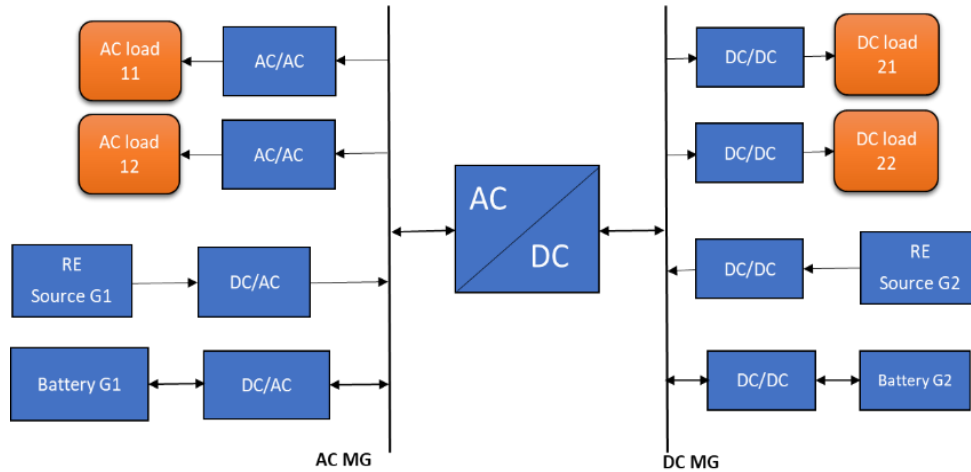 AC load
11
AC/AC
AC load
12
AC/AC
RE
Source G1
DC/AC
Battery G1
DC/AC
AC MG
AC
DC
DC/DC
DC load
21
DC/DC
DC load
22
DC/DC
RE
Source G2
DC/DC
Battery G2
DC MG